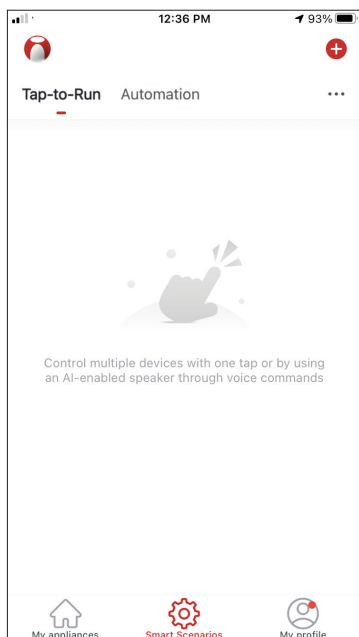 12:36 PM
93%
Tap-to-Run
Automation
Control multiple devices with one tap or by using
an AI-enabled speaker through voice commands
My appliances
Smart Scenarios
My profile